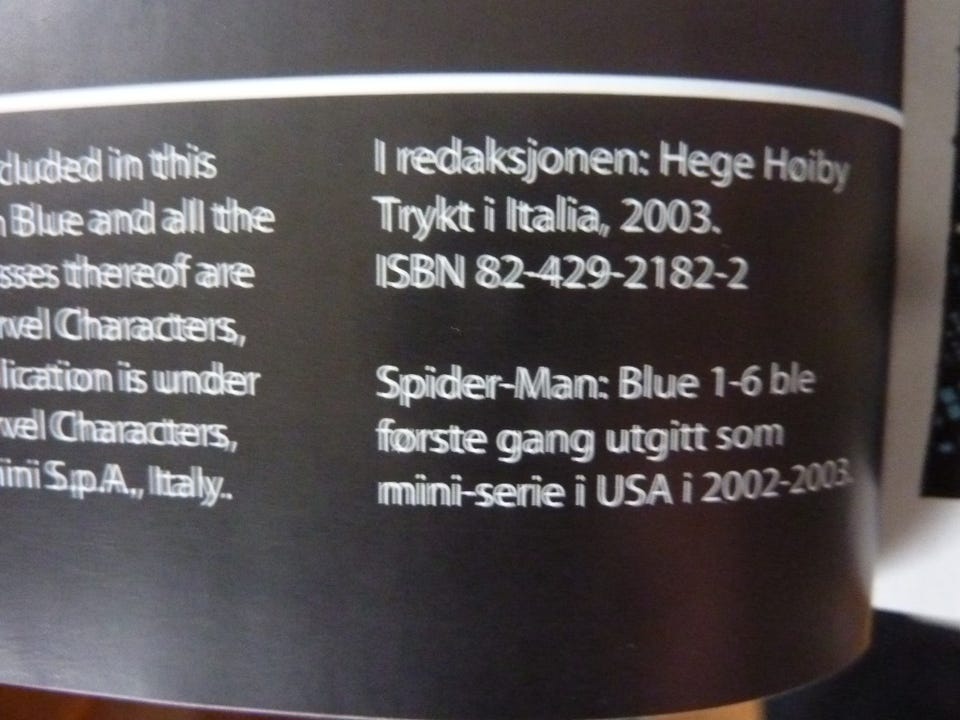 cluded in this
n Blue and all the
sses thereof are
rvel Characters,
lication is under
rvel Characters,
ini S.p.A., Italy.
I redaksjonen: Hege Høiby
Trykt i Italia, 2003.
ISBN 82-429-2182-2
Spider-Man: Blue 1-6 ble
første gang utgitt som
mini-serie i USA i 2002-2003.